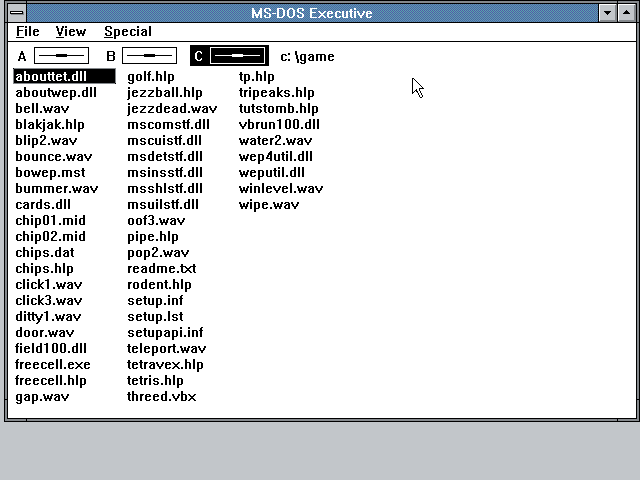 MS-DOS Executive
File View Special
A B C c: \game
abouttet.dll golf.hlp tp.hlp
aboutwep.dll jezzball.hlp tripeaks.hlp
bell.wav jezzdead.wav tutstomb.hlp
blakjak.hlp mscomstf.dll vbrun100.dll
blip2.wav mscuistf.dll water2.wav
bounce.wav msdetstf.dll wep4util.dll
bowep.mst msinsstf.dll weputil.dll
bummer.wav msshlstf.dll winlevel.wav
cards.dll msuilstf.dll wipe.wav
chip01.mid oof3.wav
chip02.mid pipe.hlp
chips.dat pop2.wav
chips.hlp readme.txt
click1.wav rodent.hlp
click3.wav setup.inf
ditty1.wav setup.lst
door.wav setupapi.inf
field100.dll teleport.wav
freecell.exe tetravex.hlp
freecell.hlp tetris.hlp
gap.wav threed.vbx